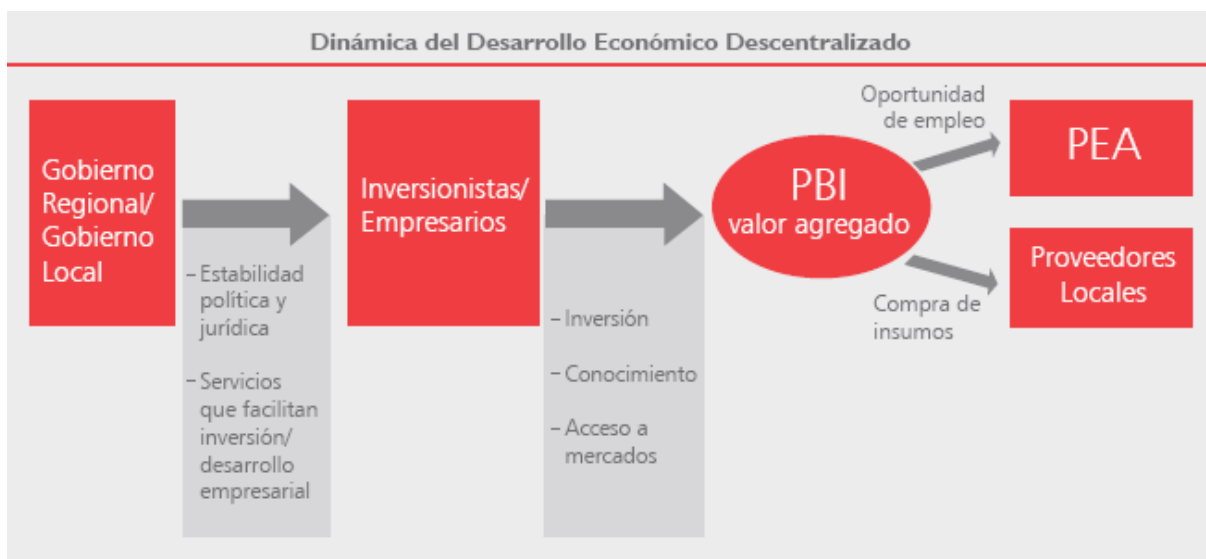 Dinámica del Desarrollo Económico Descentralizado
Gobierno
Regional/
Gobierno
Local
– Estabilidad
política y
jurídica
– Servicios
que facilitan
inversión/
desarrollo
empresarial
Inversionistas/
Empresarios
– Inversión
– Conocimiento
– Acceso a
mercados
PBI
valor agregado
Oportunidad
de empleo
PEA
Compra de
insumos
Proveedores
Locales